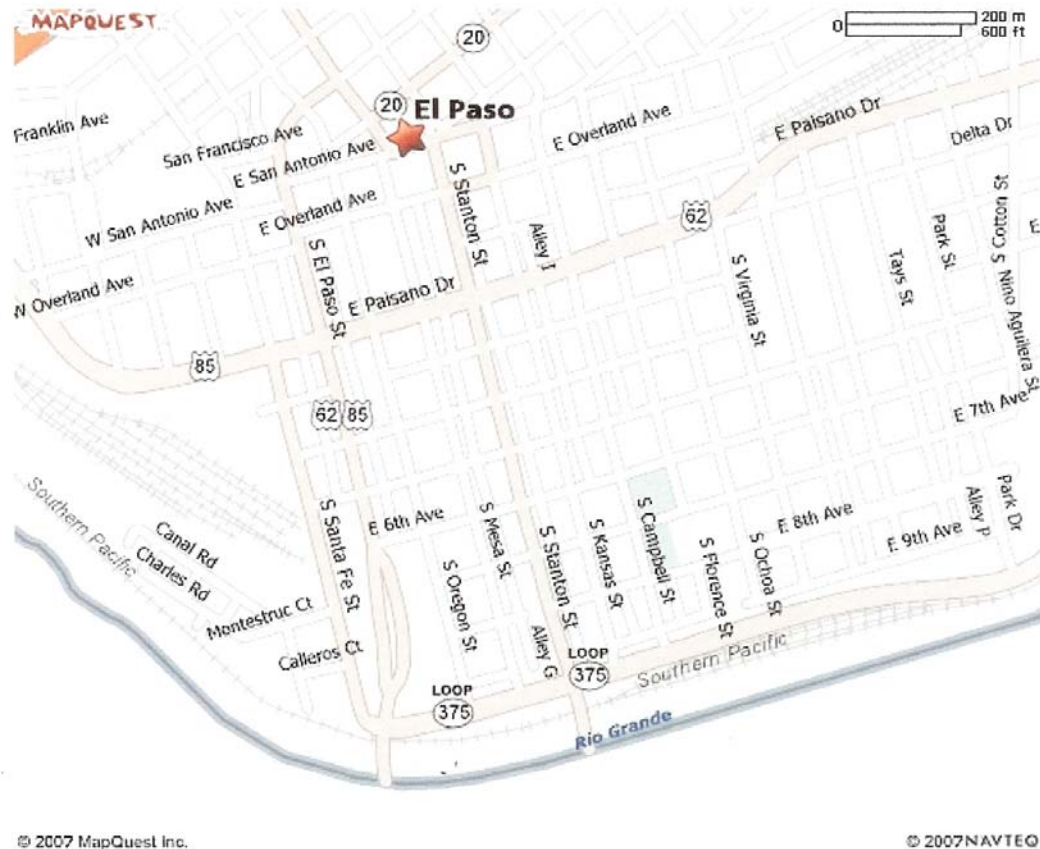 MAPQUEST.
0 200 m
600 ft
20
20 El Paso
Franklin Ave
San Francisco Ave
E San Antonio Ave
E Overland Ave
E Paisano Dr
Delta Dr
S Stanton St
W San Antonio Ave
E Overland Ave
Alley I
62
S Cotton St
Park St
E
Tays St
S Virginia St
S El Paso St
W Overland Ave
E Paisano Dr
85
S Nino Aguilera St
62 85
E 7th Ave
Southern Pacific
Canal Rd
Charles Rd
S Santa Fe St
E 6th Ave
S Mesa St
S Stanton St
S Kansas St
S Campbell St
S Florence St
S Ochoa St
E 8th Ave
E 9th Ave
Alley P
Park Dr
S Oregon St
Montestruc Ct
Calleros Ct
Alley G
LOOP
375
LOOP
375
Southern Pacific
Rio Grande
© 2007 MapQuest Inc.
© 2007 NAVTEQ